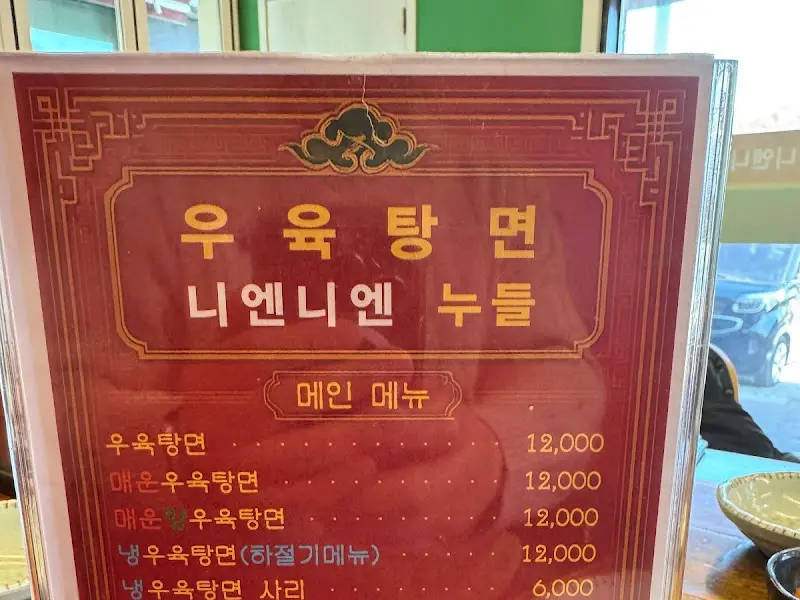 우육탕면
니엔니엔 누들
메인 메뉴
우육탕면 12,000
매운우육탕면 12,000
매운양우육탕면 12,000
냉우육탕면(하절기메뉴) 12,000
냉우육탕면 사리 6,000